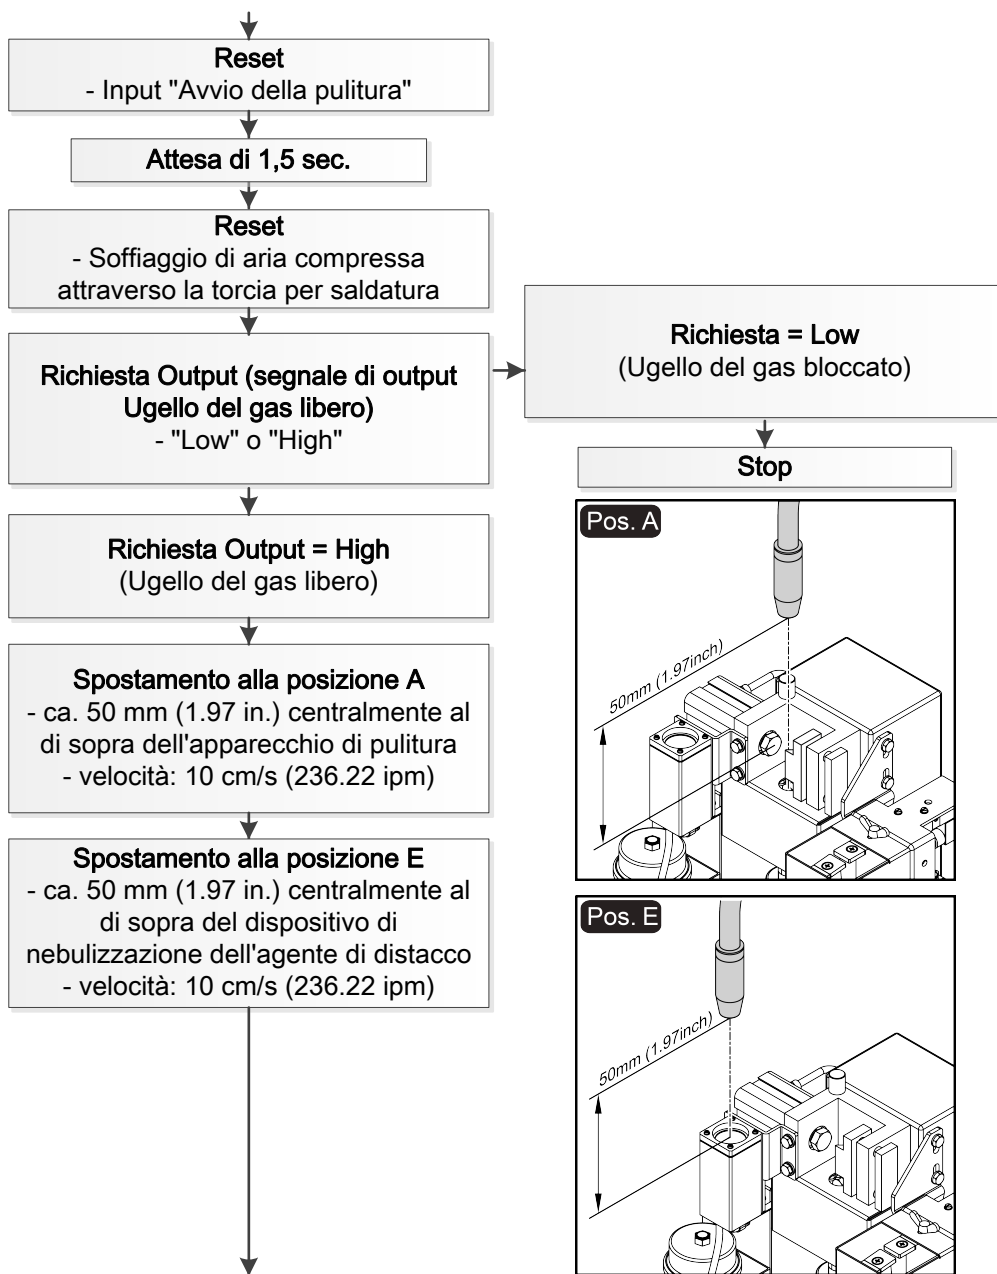 Reset
- Input "Avvio della pulitura"
Attesa di 1,5 sec.
Reset
- Soffiaggio di aria compressa
attraverso la torcia per saldatura
Richiesta Output (segnale di output
Ugello del gas libero)
- "Low" o "High"
Richiesta = Low
(Ugello del gas bloccato)
Stop
Richiesta Output = High
(Ugello del gas libero)
Spostamento alla posizione A
- ca. 50 mm (1.97 in.) centralmente al
di sopra dell'apparecchio di pulitura
- velocità: 10 cm/s (236.22 ipm)
Spostamento alla posizione E
- ca. 50 mm (1.97 in.) centralmente al
di sopra del dispositivo di
nebulizzazione dell'agente di distacco
- velocità: 10 cm/s (236.22 ipm)
Pos. A
50mm (1.97inch)
Pos. E
50mm (1.97inch)